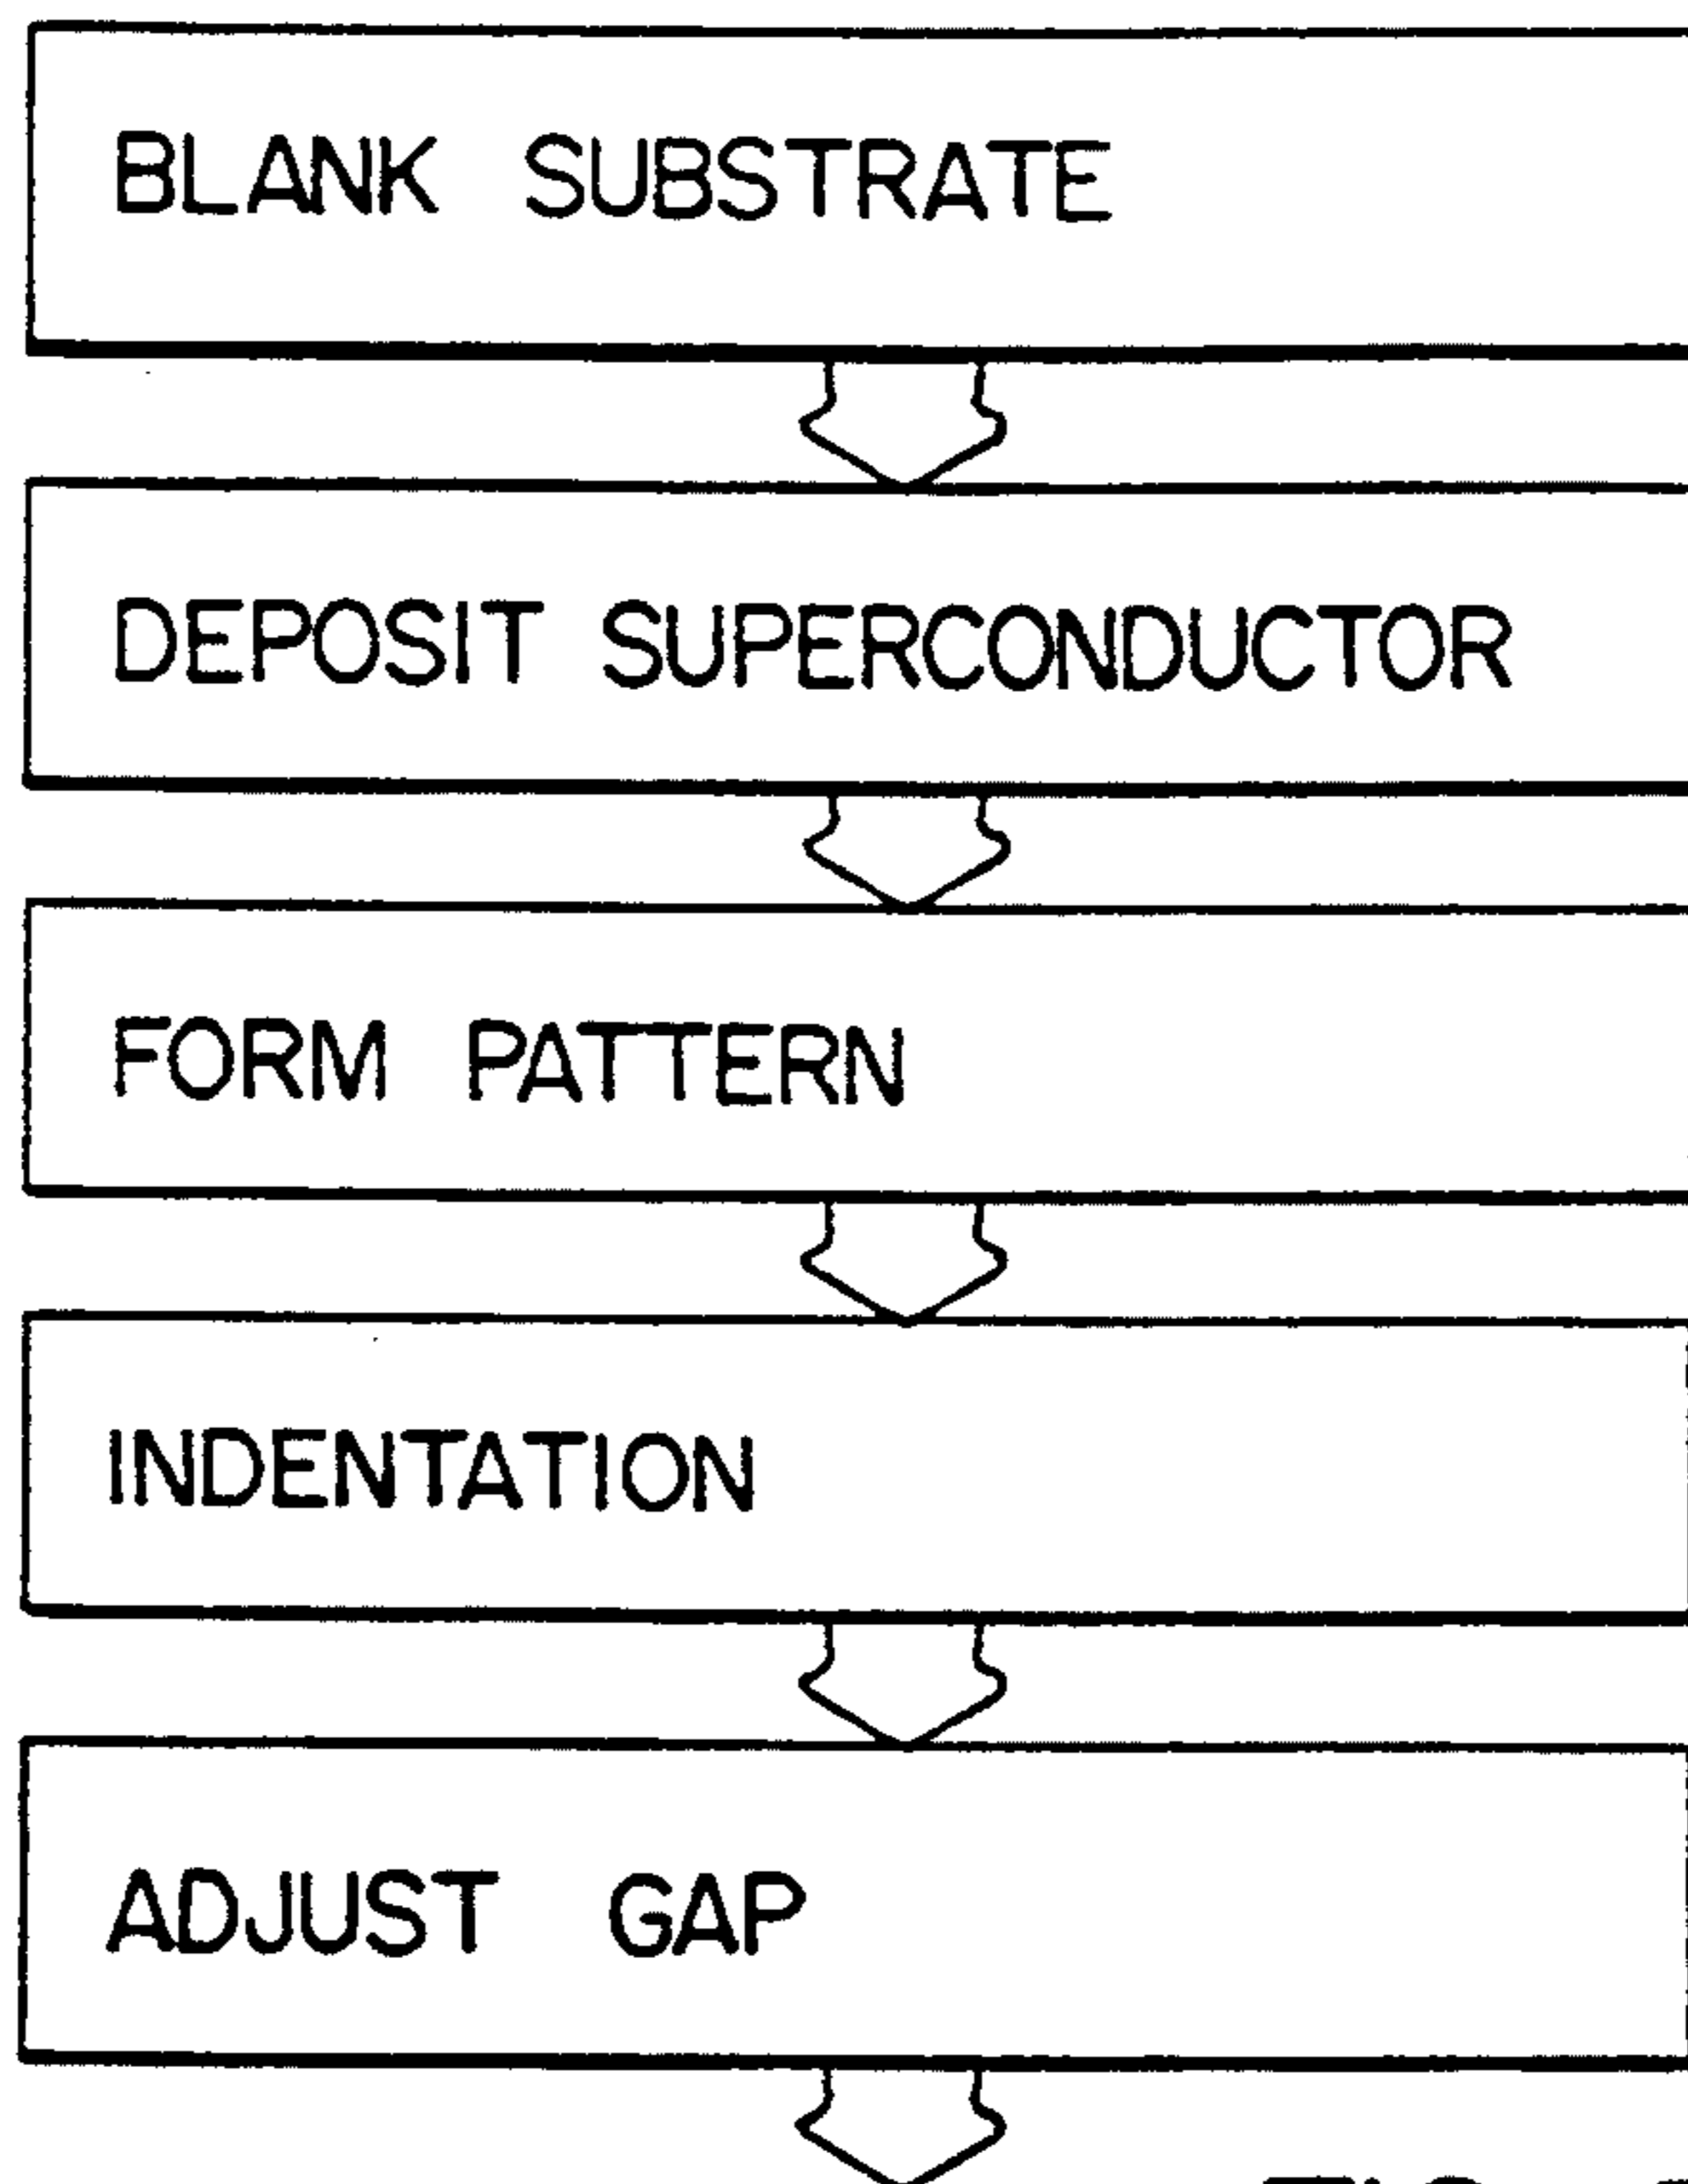 BLANK SUBSTRATE
DEPOSIT SUPERCONDUCTOR
FORM PATTERN
INDENTATION
ADJUST GAP